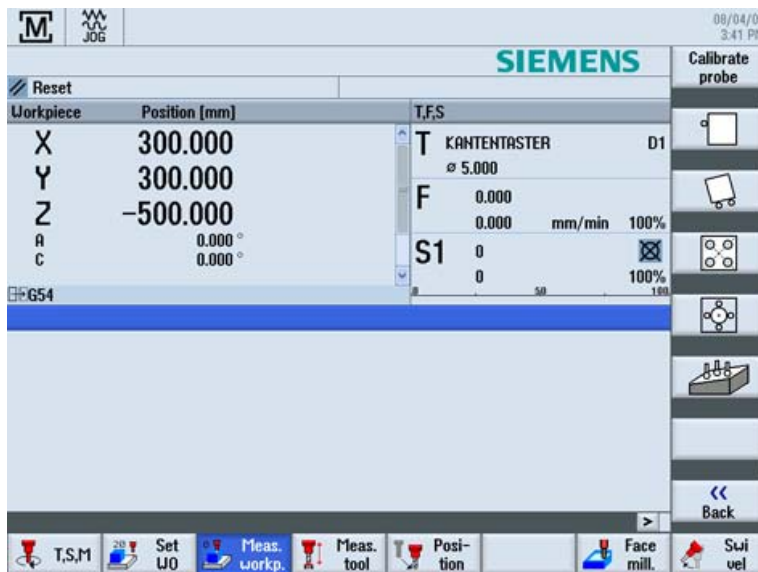 M
JOG
08/04/0
3:41 P
SIEMENS
Calibrate
probe
Reset
Workpiece Position [mm] T,F,S
X 300.000
Y 300.000
Z -500.000
A 0.000 °
C 0.000 °
G54
T KANTENTASTER D1
ø 5.000
F 0.000
0.000 mm/min 100%
S1 0
0 100%
0 50 100
<<
Back
>
T,S,M
Set
WO
Meas.
workp.
Meas.
tool
Posi-
tion
Face
mill.
Swi
vel